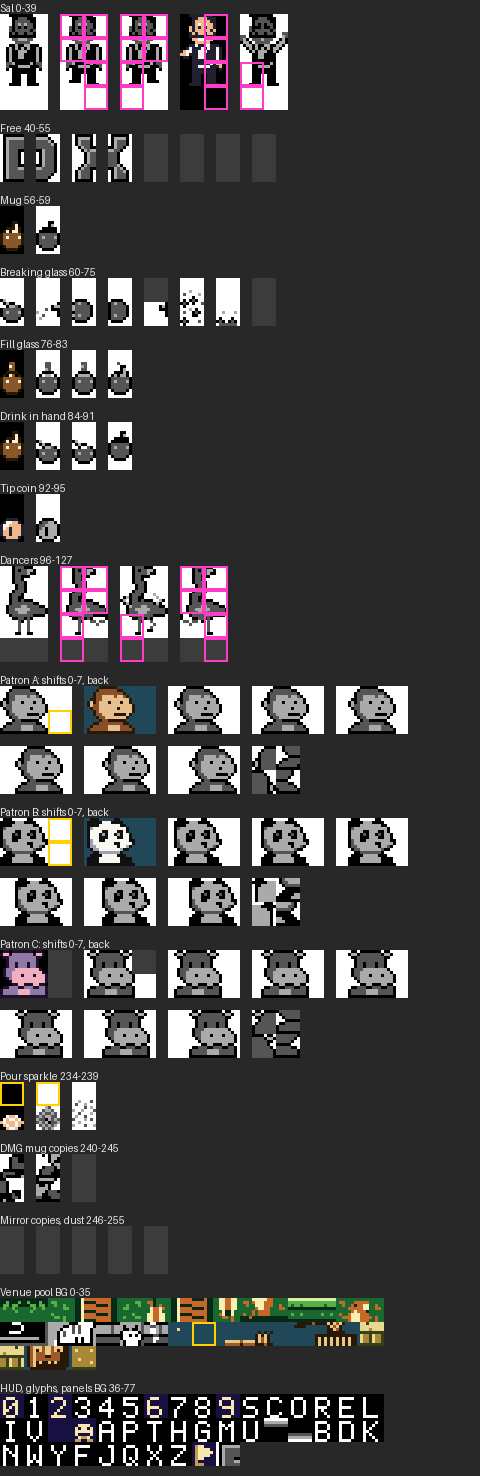 Sal 0-39
Free 40-55
Mug 56-59
Breaking glass 60-75
Fill glass 76-83
Drink in hand 84-91
Tip coin 92-95
Dancers 96-127
Patron A: shifts 0-7, back
Patron B: shifts 0-7, back
Patron C: shifts 0-7, back
Pour sparkle 234-239
DMG mug copies 240-245
Mirror copies, dust 246-255
Venue pool BG 0-35
HUD, glyphs, panels BG 36-77
0123456789SCOREL
IV APTHGMU BDK
NWYFJQXZ